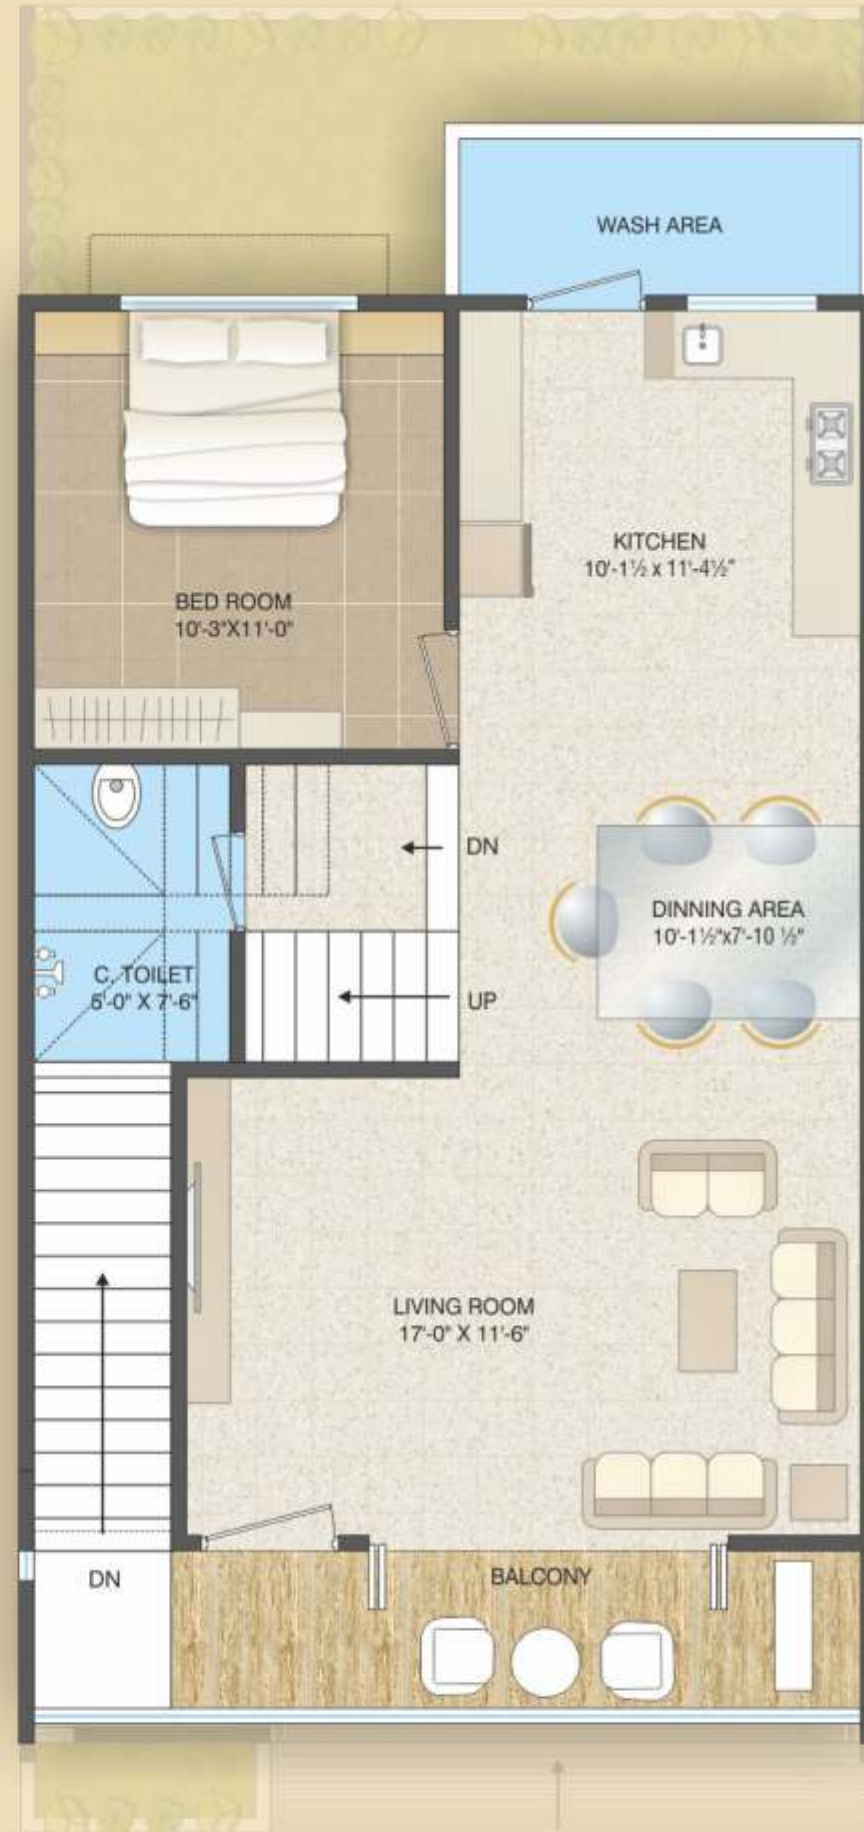 WASH AREA
KITCHEN
10'-1½ x 11'-4½"
BED ROOM
10'-3"X11'-0"
DN
DINNING AREA
10'-1½"x7'-10 ½"
C. TOILET
5'-0" X 7'-6"
UP
LIVING ROOM
17'-0" X 11'-6"
DN
BALCONY